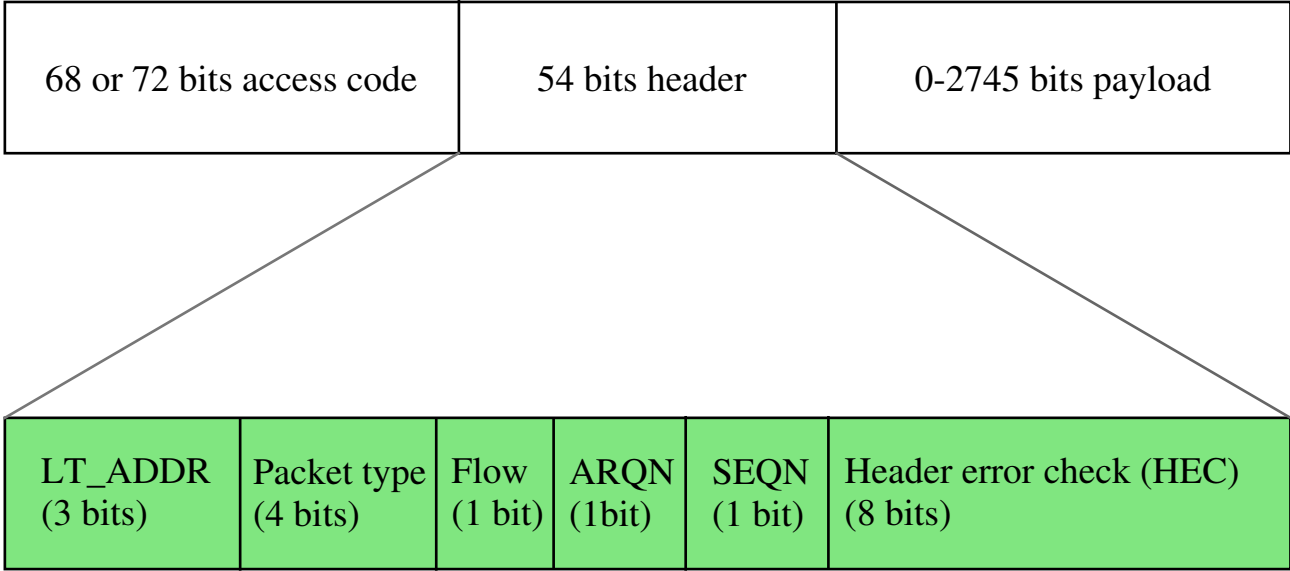 68 or 72 bits access code
54 bits header
0-2745 bits payload
LT_ADDR
(3 bits)
Packet type
(4 bits)
Flow
(1 bit)
ARQN
(1bit)
SEQN
(1 bit)
Header error check (HEC)
(8 bits)